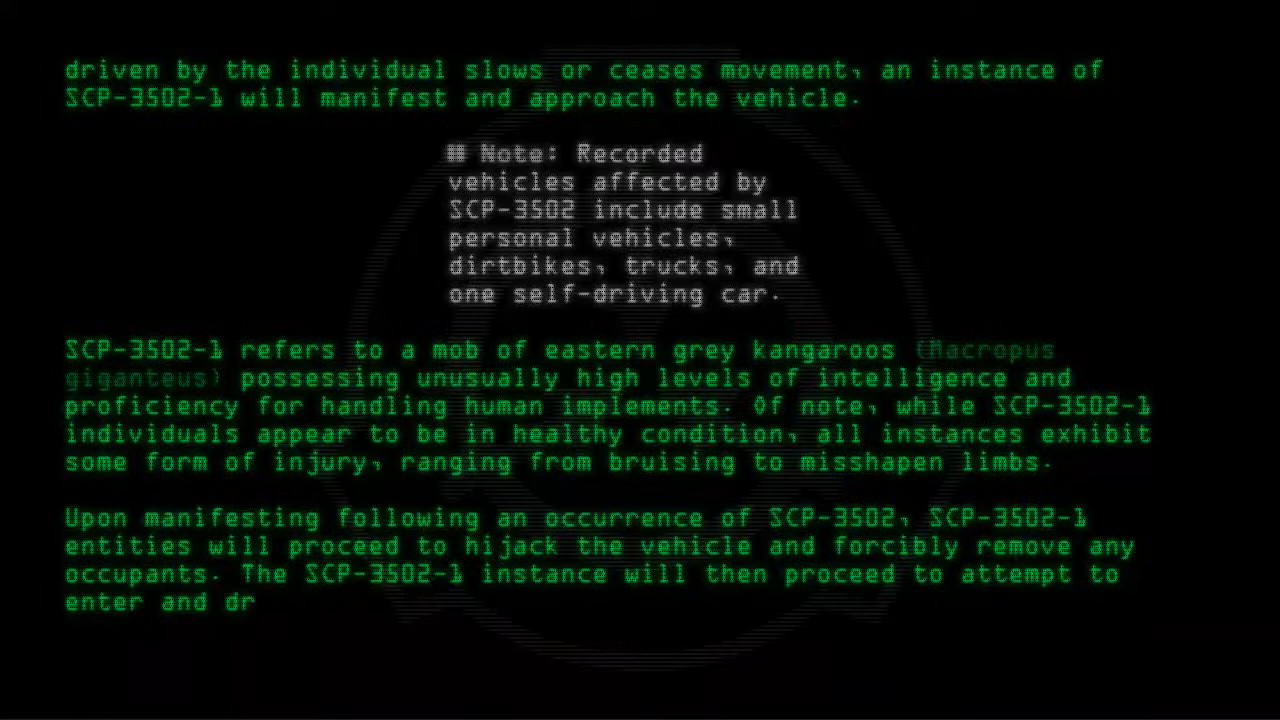 driven by the individual slows or ceases movement, an instance of
SCP-3502-1 will manifest and approach the vehicle.
# Note: Recorded
vehicles affected by
SCP-3502 include small
personal vehicles,
dirtbikes, trucks, and
one self-driving car.
SCP-3502-1 refers to a mob of eastern grey kangaroos (Macropus
giganteus) possessing unusually high levels of intelligence and
proficiency for handling human implements. Of note, while SCP-3502-1
individuals appear to be in healthy condition, all instances exhibit
some form of injury, ranging from bruising to misshapen limbs.
Upon manifesting following an occurrence of SCP-3502, SCP-3502-1
entities will proceed to hijack the vehicle and forcibly remove any
occupants. The SCP-3502-1 instance will then proceed to attempt to
enter and dr